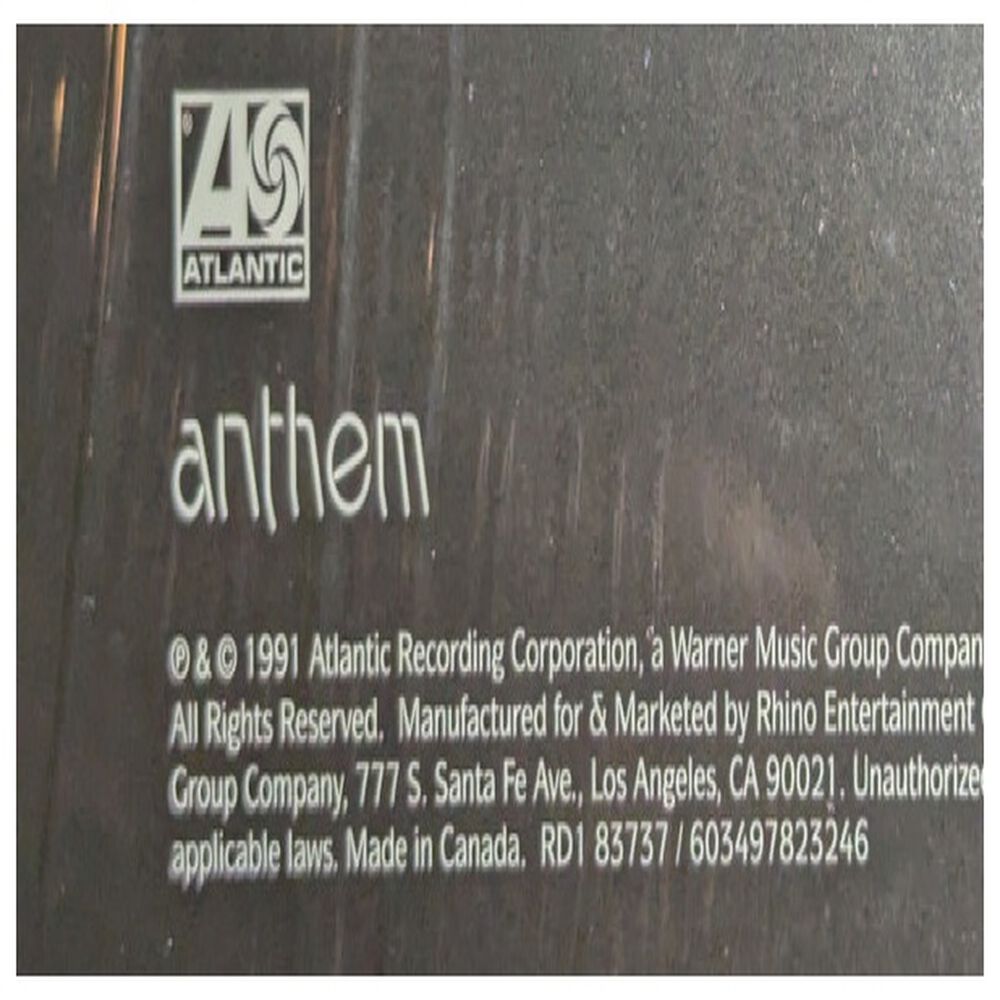 ® ATLANTIC
anthem
℗ & © 1991 Atlantic Recording Corporation, a Warner Music Group Compan
All Rights Reserved. Manufactured for & Marketed by Rhino Entertainment
Group Company, 777 S. Santa Fe Ave., Los Angeles, CA 90021. Unauthorized
applicable laws. Made in Canada. RD1 83737 / 603497823246